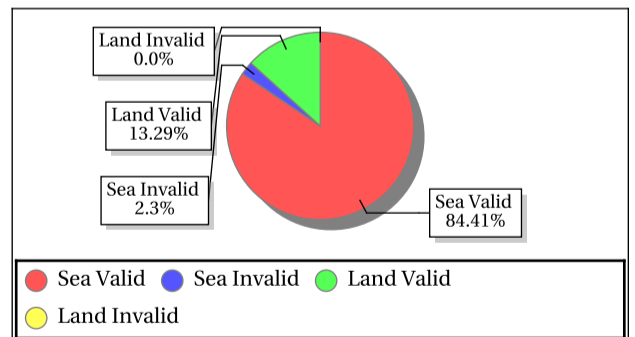 Land Invalid
0.0%
Land Valid
13.29%
Sea Invalid
2.3%
Sea Valid
84.41%
Sea Valid
Sea Invalid
Land Valid
Land Invalid